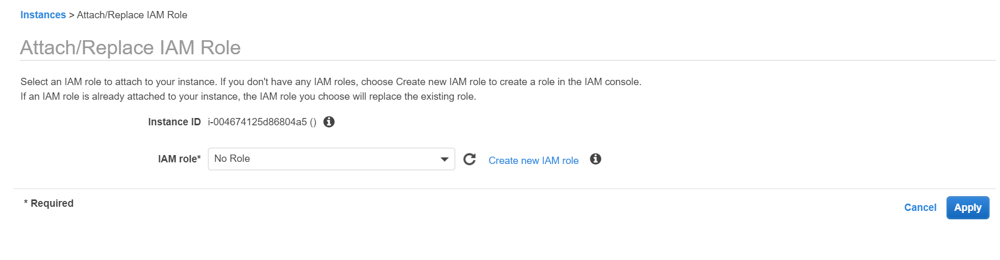 Instances > Attach/Replace IAM Role
Attach/Replace IAM Role
Select an IAM role to attach to your instance. If you don't have any IAM roles, choose Create new IAM role to create a role in the IAM console.
If an IAM role is already attached to your instance, the IAM role you choose will replace the existing role.
Instance ID i-004674125d86804a5 ()
IAM role* No Role Create new IAM role
* Required
Cancel Apply